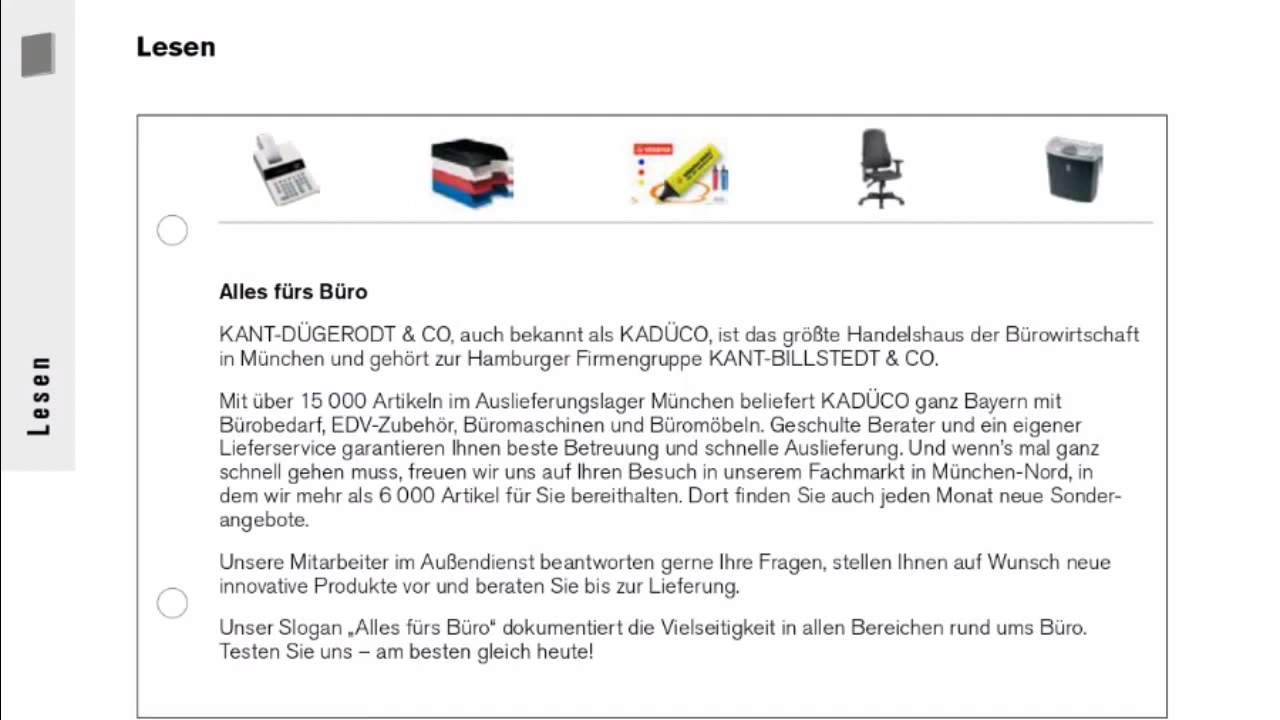 Lesen
Lesen
Alles fürs Büro
KANT-DÜGERODT & CO, auch bekannt als KADÜCO, ist das größte Handelshaus der Bürowirtschaft
in München und gehört zur Hamburger Firmengruppe KANT-BILLSTEDT & CO.
Mit über 15 000 Artikeln im Auslieferungslager München beliefert KADÜCO ganz Bayern mit
Bürobedarf, EDV-Zubehör, Büromaschinen und Büromöbeln. Geschulte Berater und ein eigener
Lieferservice garantieren Ihnen beste Betreuung und schnelle Auslieferung. Und wenn's mal ganz
schnell gehen muss, freuen wir uns auf Ihren Besuch in unserem Fachmarkt in München-Nord, in
dem wir mehr als 6 000 Artikel für Sie bereithalten. Dort finden Sie auch jeden Monat neue Sonder-
angebote.
Unsere Mitarbeiter im Außendienst beantworten gerne Ihre Fragen, stellen Ihnen auf Wunsch neue
innovative Produkte vor und beraten Sie bis zur Lieferung.
Unser Slogan „Alles fürs Büro“ dokumentiert die Vielseitigkeit in allen Bereichen rund ums Büro.
Testen Sie uns – am besten gleich heute!